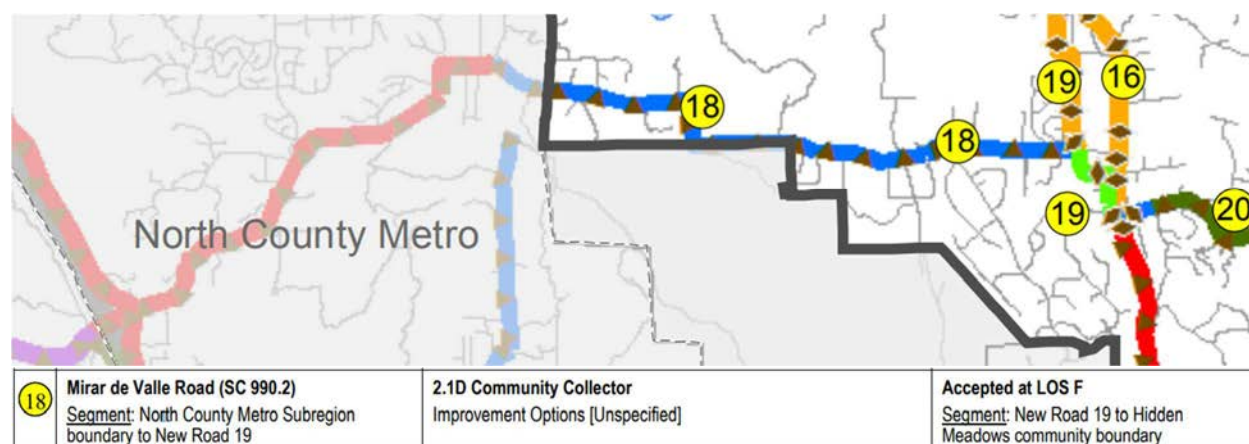 18
19
16
18
19
20
North County Metro
18
Mirar de Valle Road (SC 990.2)
Segment: North County Metro Subregion
boundary to New Road 19
2.1D Community Collector
Improvement Options [Unspecified]
Accepted at LOS F
Segment: New Road 19 to Hidden
Meadows community boundary